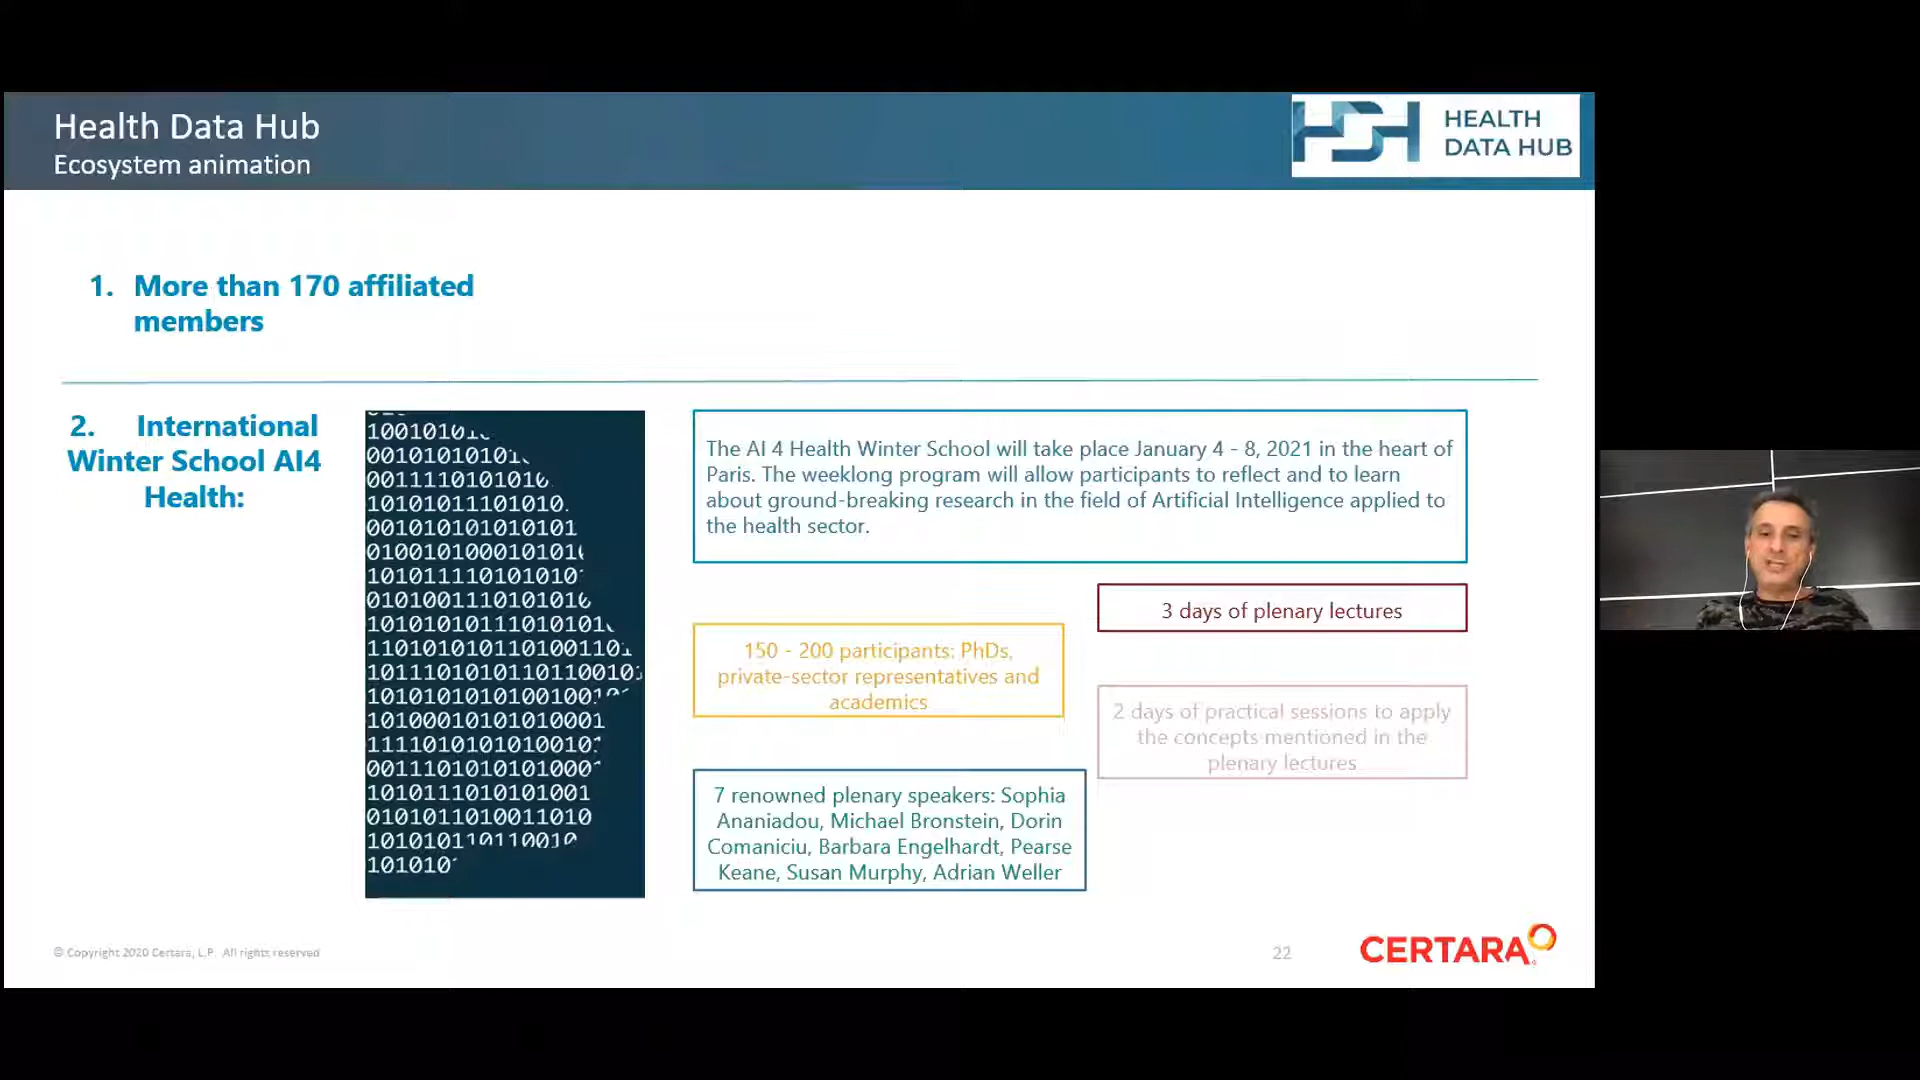 Health Data Hub
Ecosystem animation
HEALTH
DATA HUB
1. More than 170 affiliated
members
2. International
Winter School AI4
Health:
The AI 4 Health Winter School will take place January 4 - 8, 2021 in the heart of
Paris. The weeklong program will allow participants to reflect and to learn
about ground-breaking research in the field of Artificial Intelligence applied to
the health sector.
3 days of plenary lectures
150 - 200 participants: PhDs,
private-sector representatives and
academics
2 days of practical sessions to apply
the concepts mentioned in the
plenary lectures
7 renowned plenary speakers: Sophia
Ananiadou, Michael Bronstein, Dorin
Comaniciu, Barbara Engelhardt, Pearse
Keane, Susan Murphy, Adrian Weller
© Copyright 2020 Certara, L.P. All rights reserved
22
CERTARA